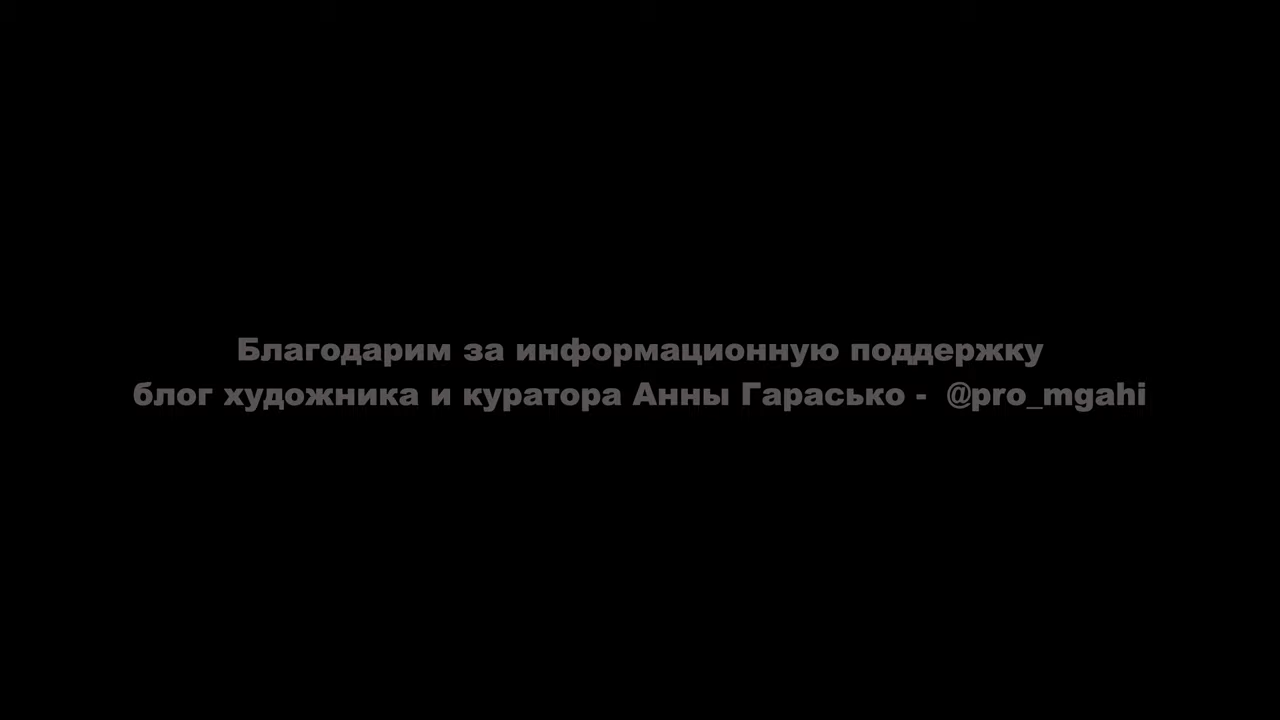 Благодарим за информационную поддержку
блог художника и куратора Анны Гарасько - @pro_mgahi